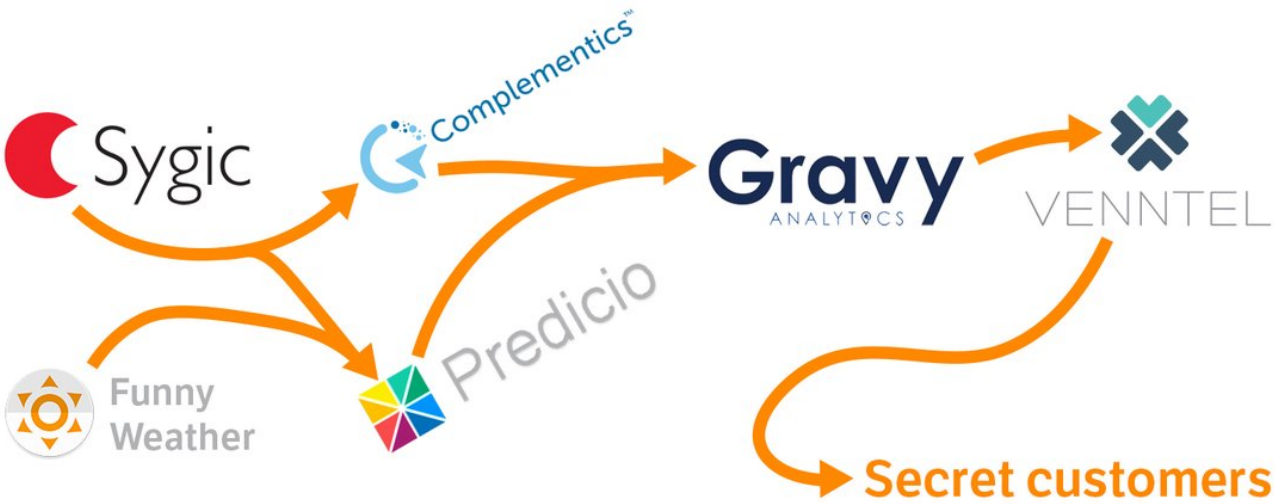 Complementics™
Sygic
Gravy
ANALYTICS
VENNTEL
Predicio
Funny
Weather
Secret customers